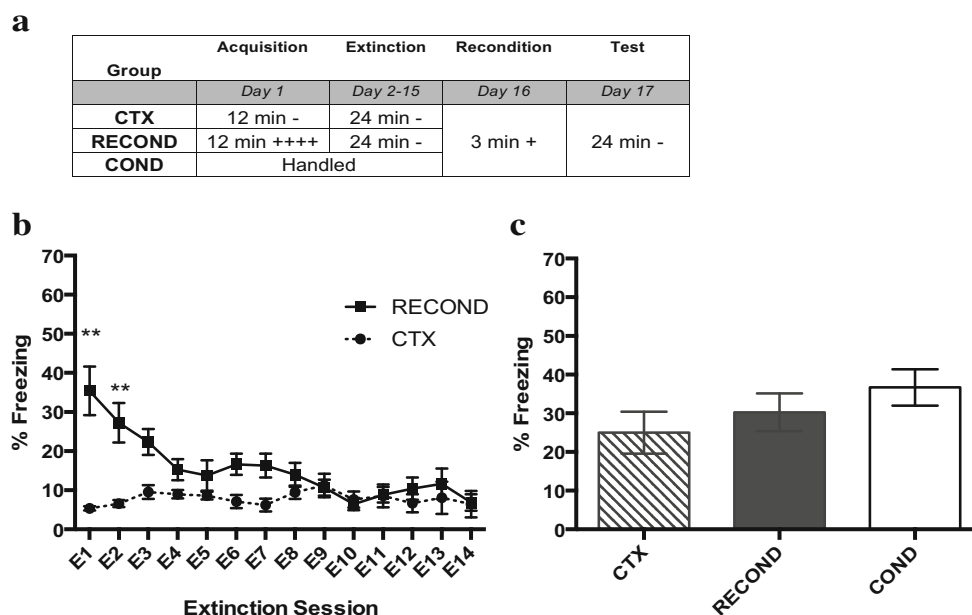 a
Group Acquisition Extinction Recondition Test
Day 1 Day 2-15 Day 16 Day 17
CTX 12 min - 24 min -
RECOND 12 min ++++ 24 min - 3 min + 24 min -
COND Handled
b
% Freezing
70
60
50
40
30
20
10
0
**
**
RECOND
CTX
E1 E2 E3 E4 E5 E6 E7 E8 E9 E10 E11 E12 E13 E14
Extinction Session
c
% Freezing
70
60
50
40
30
20
10
0
CTX RECOND COND